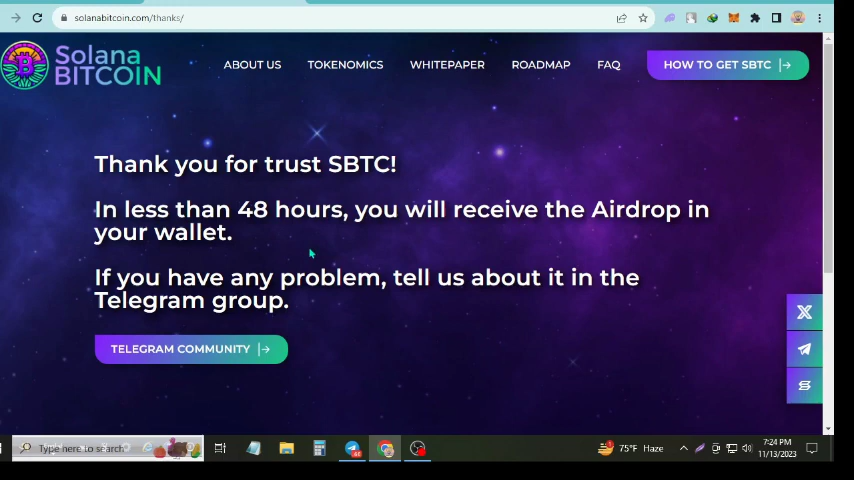 solanabitcoin.com/thanks/
Solana
BITCOIN
ABOUT US
TOKENOMICS
WHITEPAPER
ROADMAP
FAQ
HOW TO GET SBTC
Thank you for trust SBTC!
In less than 48 hours, you will receive the Airdrop in
your wallet.
If you have any problem, tell us about it in the
Telegram group.
TELEGRAM COMMUNITY
Type here to search
75°F Haze
7:24 PM
11/13/2023